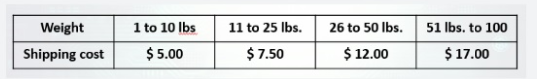 Weight 1 to 10 lbs 11 to 25 lbs. 26 to 50 lbs. 51 lbs. to 100
Shipping cost $ 5.00 $ 7.50 $ 12.00 $ 17.00